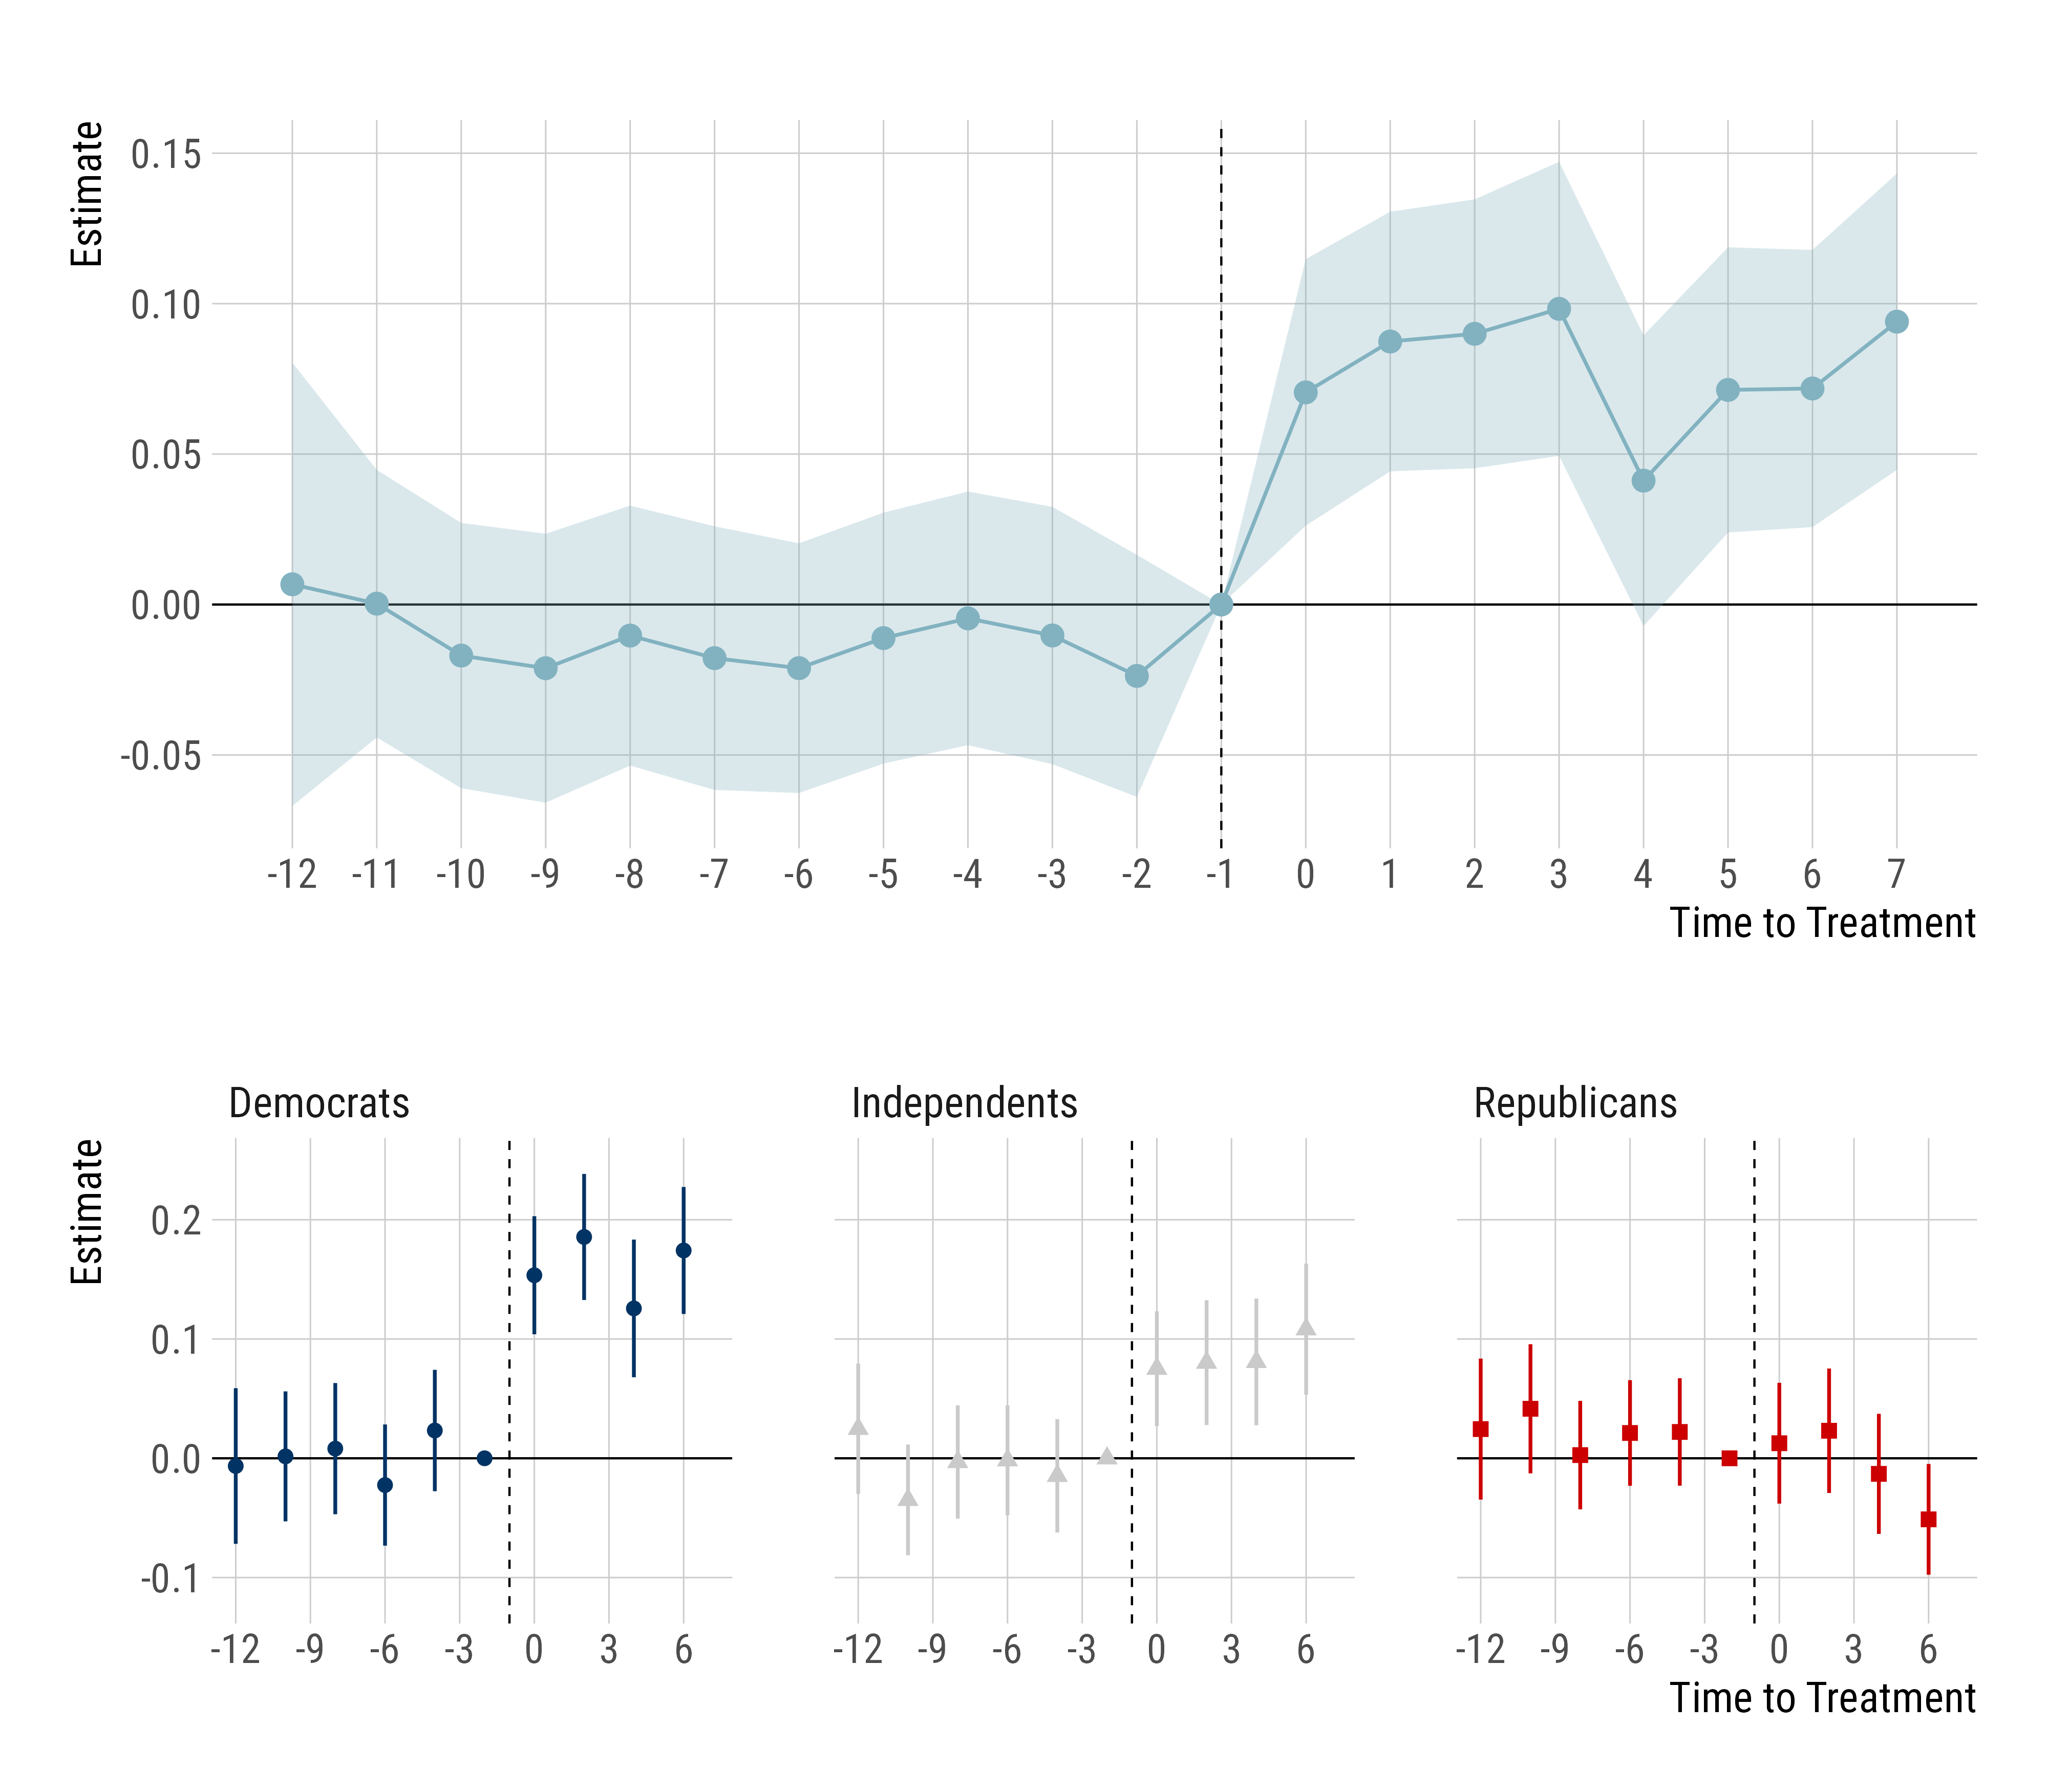 Estimate
0.15
0.10
0.05
0.00
-0.05
-12 -11 -10 -9 -8 -7 -6 -5 -4 -3 -2 -1 0 1 2 3 4 5 6 7
Time to Treatment
Democrats Independents Republicans
Estimate
0.2
0.1
0.0
-0.1
-12 -9 -6 -3 0 3 6 -12 -9 -6 -3 0 3 6 -12 -9 -6 -3 0 3 6
Time to Treatment